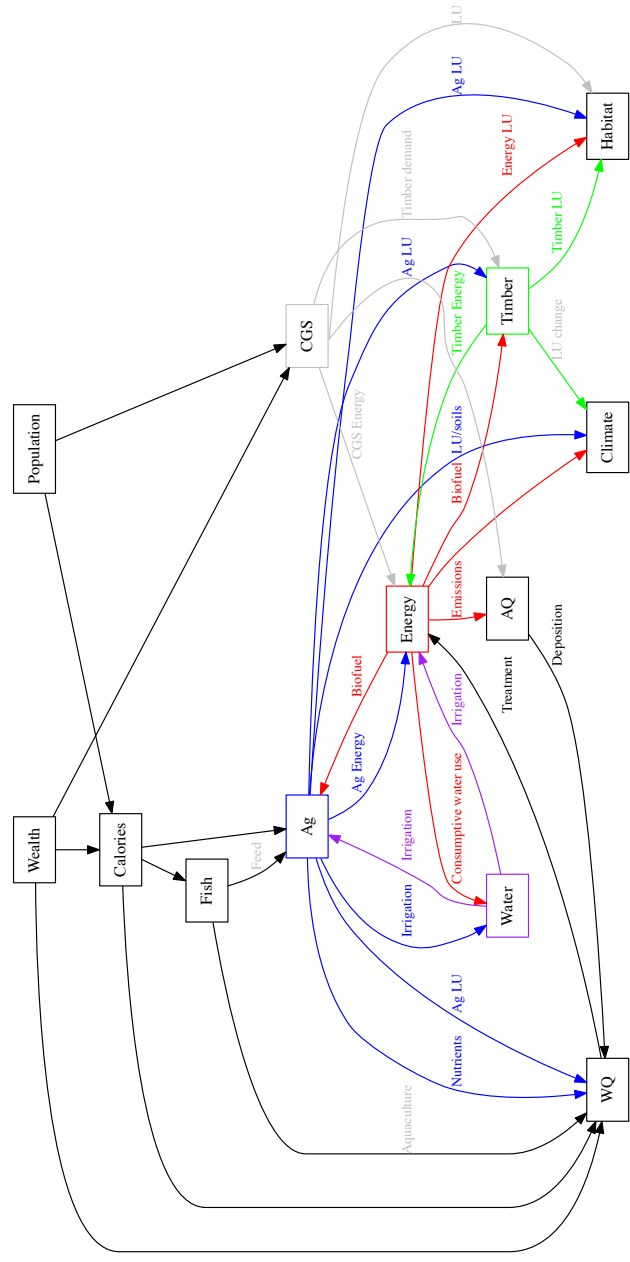 LU
Ag LU
Habitat
Energy LU
Timber demand
Timber LU
Ag LU
Timber
Timber Energy
CGS
LU change
CGS Energy
Population
LU/soils
Climate
Biofuel
Energy
Emissions
AQ
Deposition
Biofuel
Treatment
Irrigation
Ag Energy
Consumptive water use
Ag
Irrigation
Wealth
Calories
Feed
Fish
Irrigation
Water
Ag LU
Nutrients
WQ
Aquaculture